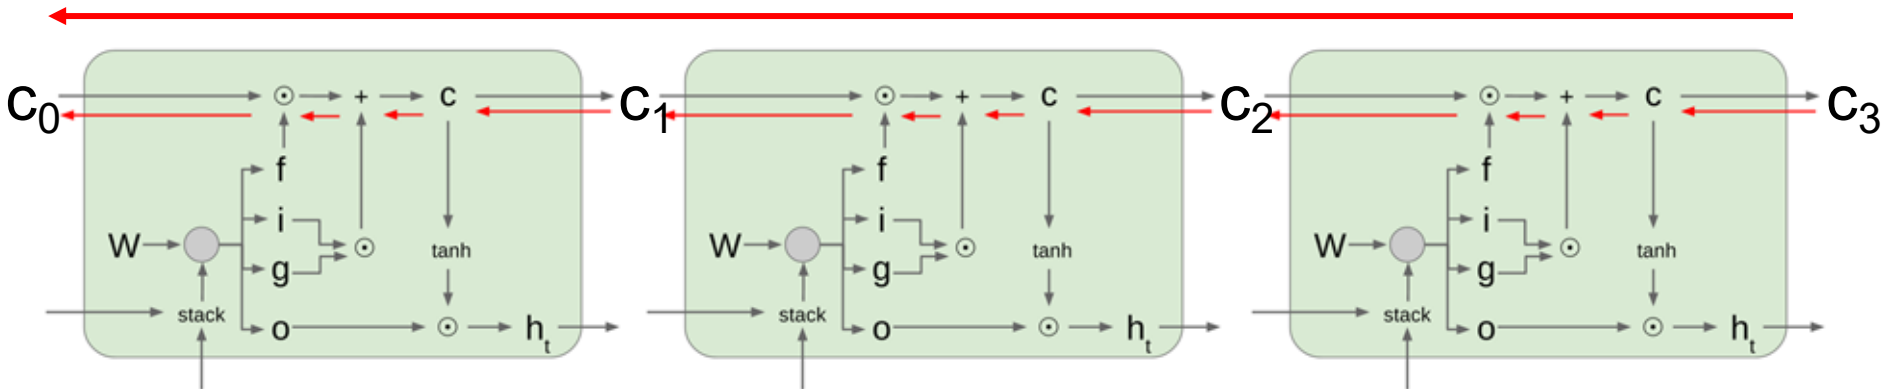 c0 c1 c2 c3
⊙ + c ⊙ + c ⊙ + c
f f f
i i i
W ⊙ W ⊙ W ⊙
tanh tanh tanh
g g g
stack stack stack
o ⊙ ht o ⊙ ht o ⊙ ht